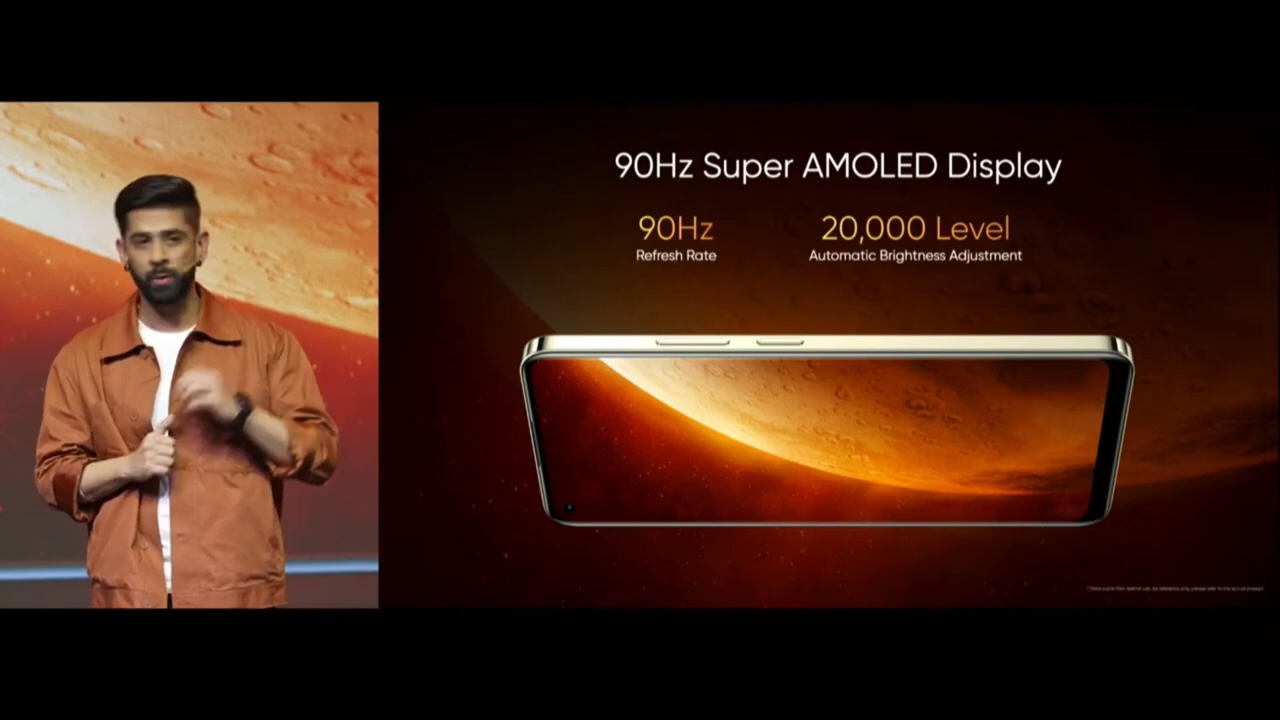 90Hz Super AMOLED Display
90Hz
Refresh Rate
20,000 Level
Automatic Brightness Adjustment